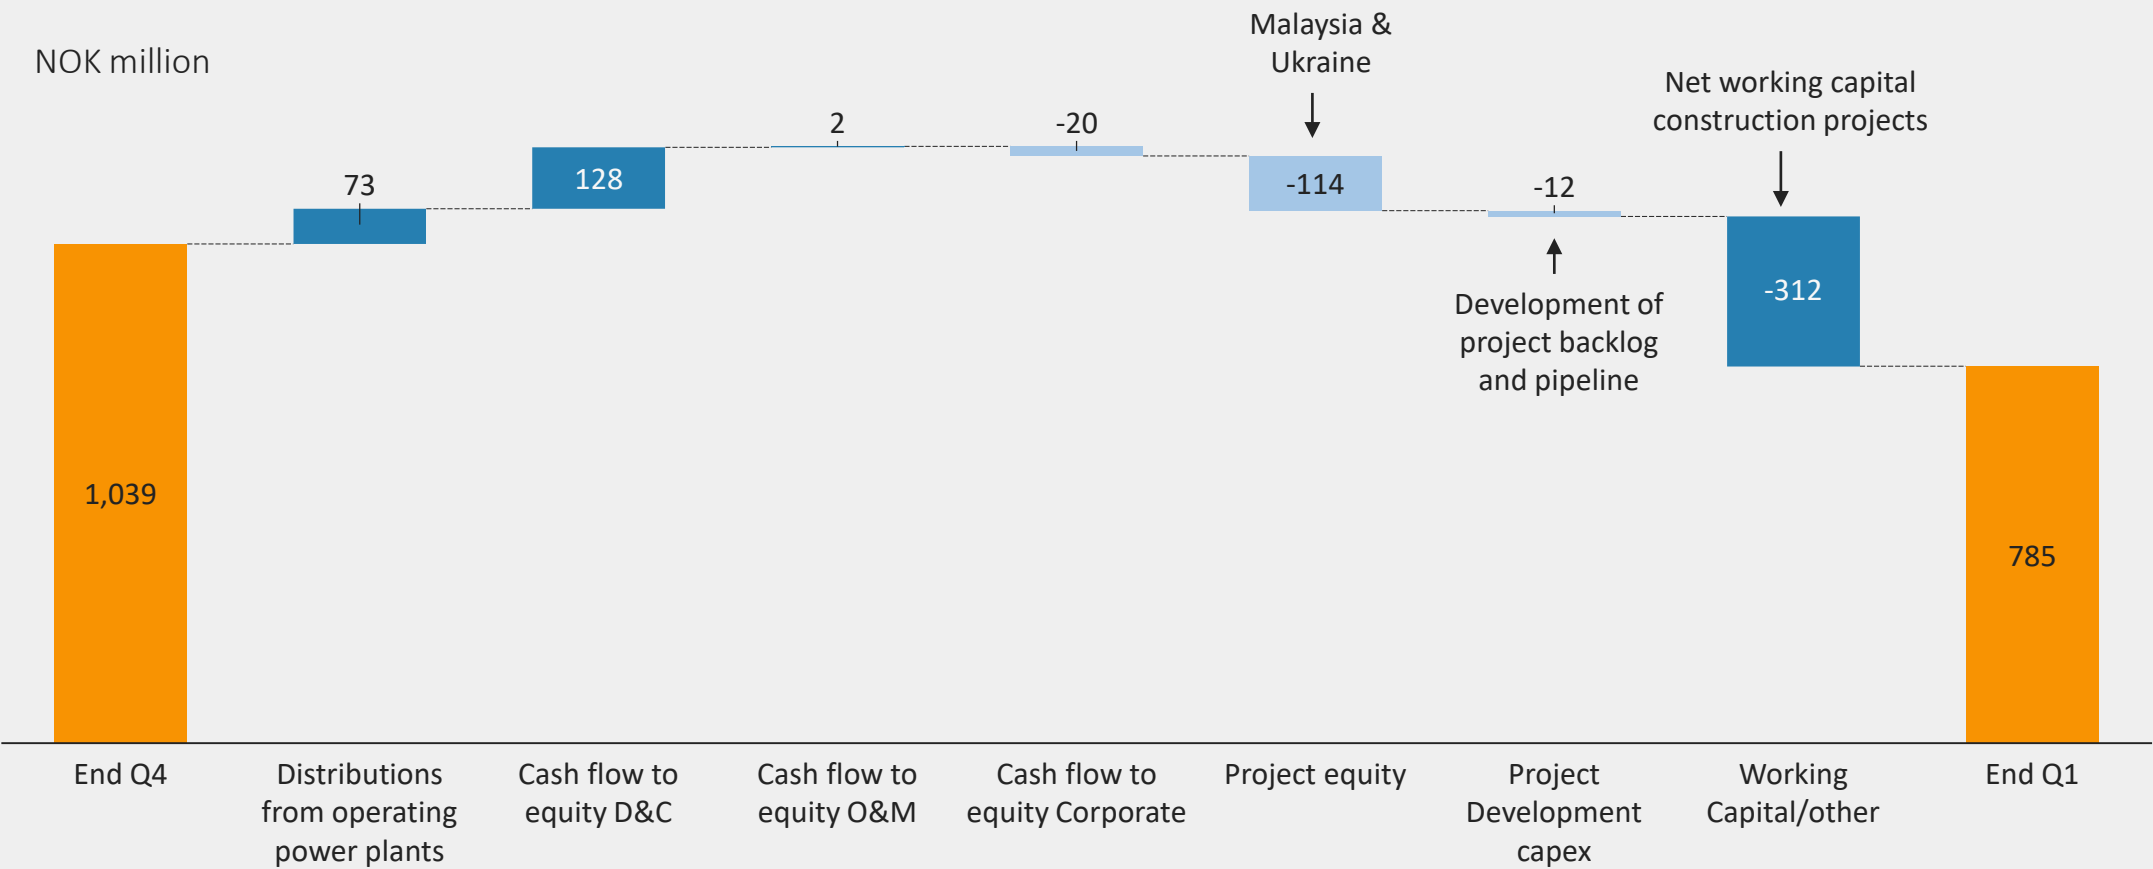 NOK million
Malaysia &
Ukraine
Net working capital
construction projects
73
128
2
-20
-114
-12
-312
Development of
project backlog
and pipeline
1,039
785
End Q4
Distributions
from operating
power plants
Cash flow to
equity D&C
Cash flow to
equity O&M
Cash flow to
equity Corporate
Project equity
Project
Development
capex
Working
Capital/other
End Q1